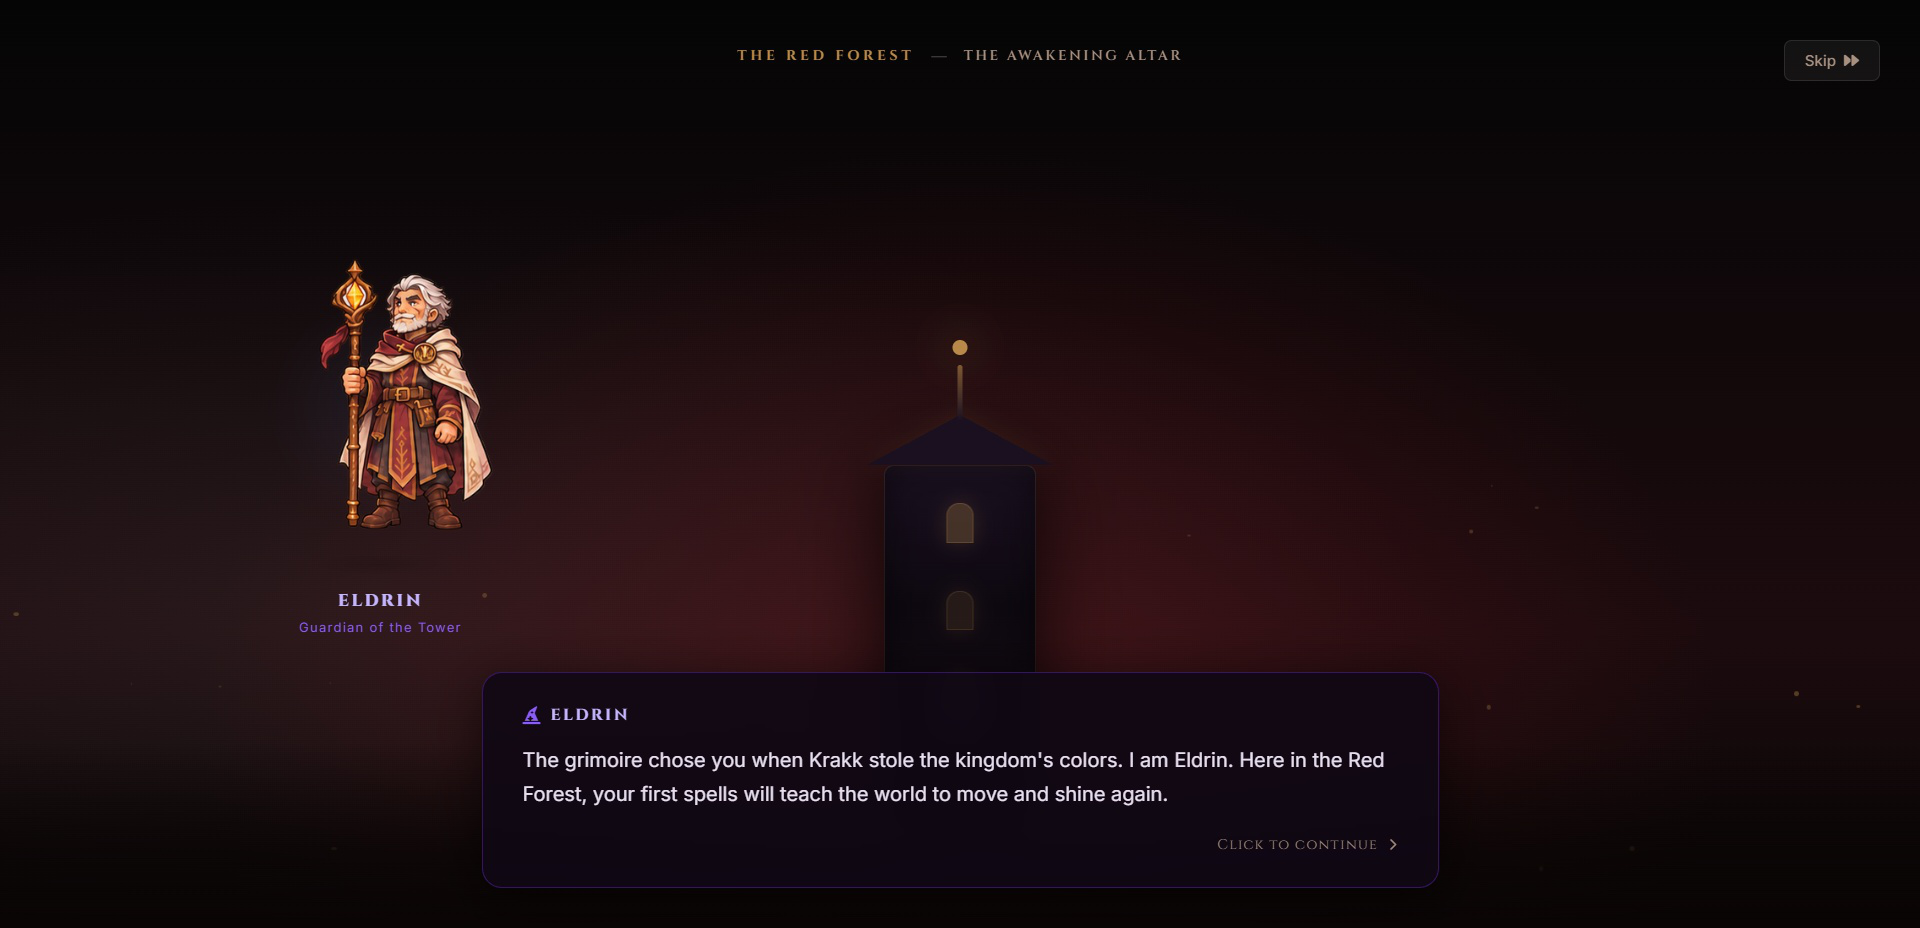 THE RED FOREST — THE AWAKENING ALTAR
Skip
ELDRIN
Guardian of the Tower
ELDRIN
The grimoire chose you when Krakk stole the kingdom's colors. I am Eldrin. Here in the Red
Forest, your first spells will teach the world to move and shine again.
Click to continue